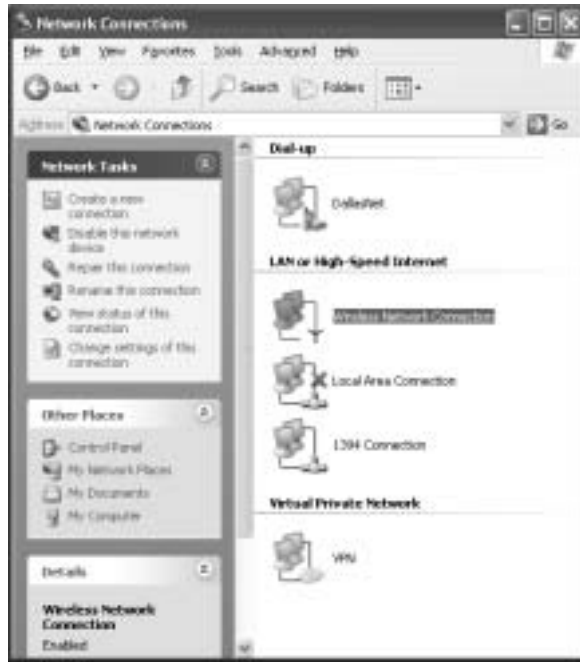 Network Connections
File Edit View Favorites Tools Advanced Help
Back Search Folders
Address Network Connections Go
Network Tasks
Create a new
connection
Disable this network
device
Repair this connection
Rename this connection
View status of this
connection
Change settings of this
connection
Other Places
Control Panel
My Network Places
My Documents
My Computer
Details
Wireless Network
Connection
Enabled
Dial-up
DallasNet
LAN or High-Speed Internet
Wireless Network Connection
Local Area Connection
1394 Connection
Virtual Private Network
VPN